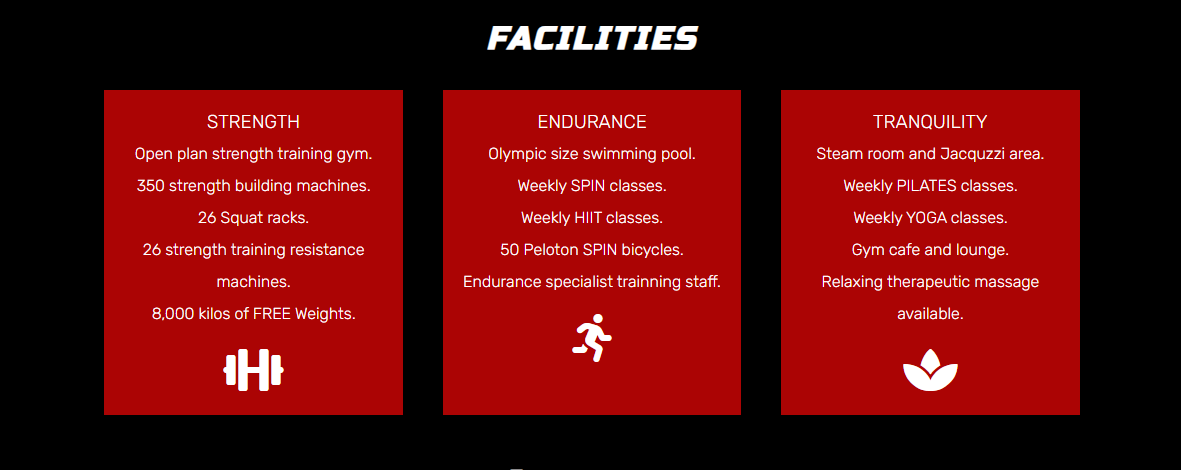 FACILITIES
STRENGTH
Open plan strength training gym.
350 strength building machines.
26 Squat racks.
26 strength training resistance
machines.
8,000 kilos of FREE Weights.
ENDURANCE
Olympic size swimming pool.
Weekly SPIN classes.
Weekly HIIT classes.
50 Peloton SPIN bicycles.
Endurance specialist trainning staff.
TRANQUILITY
Steam room and Jacquzzi area.
Weekly PILATES classes.
Weekly YOGA classes.
Gym cafe and lounge.
Relaxing therapeutic massage
available.